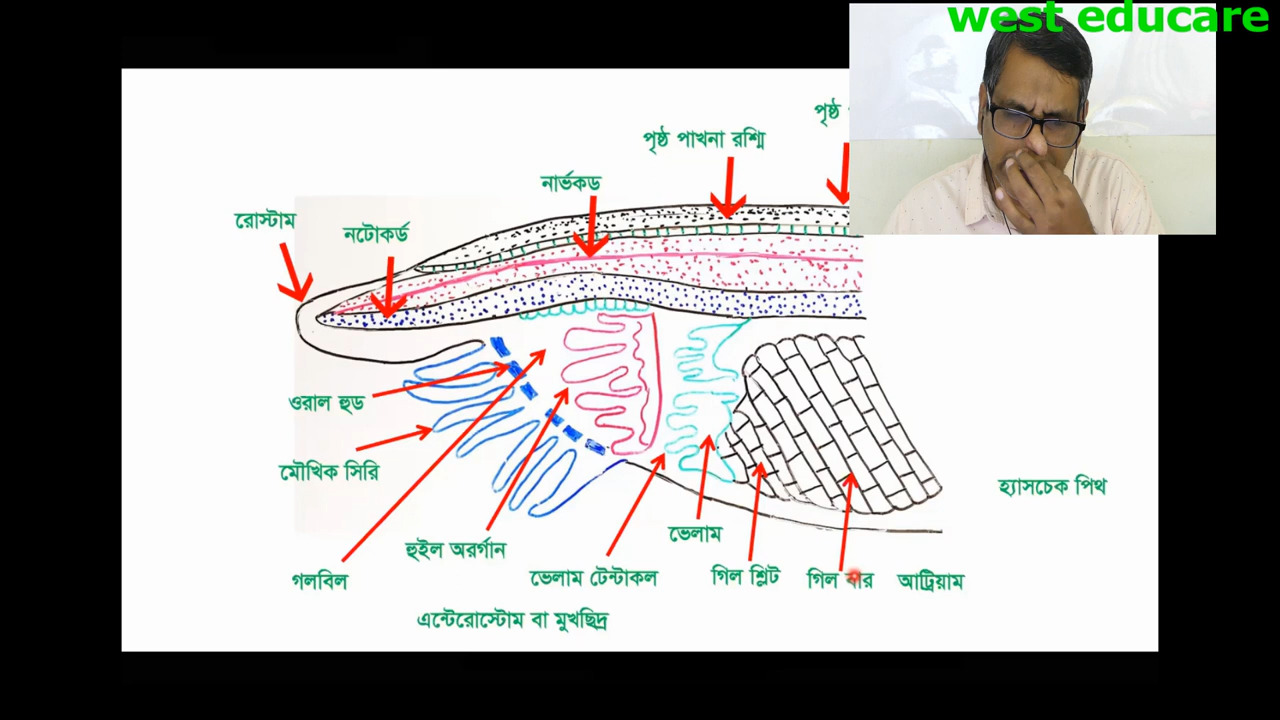 west educare
পৃষ্ঠ
পৃষ্ঠ পাখনা রশ্মি
নার্ভকড
রোস্টাম
নটোকর্ড
ওরাল হুড
মৌখিক সিরি
হ্যাসচেক পিথ
ভেলাম
হুইল অরর্গান
গলবিল
ভেলাম টেন্টাকল
গিল শ্লিট
গিল বার
আট্রিয়াম
এন্টেরোস্টোম বা মুখছিদ্র